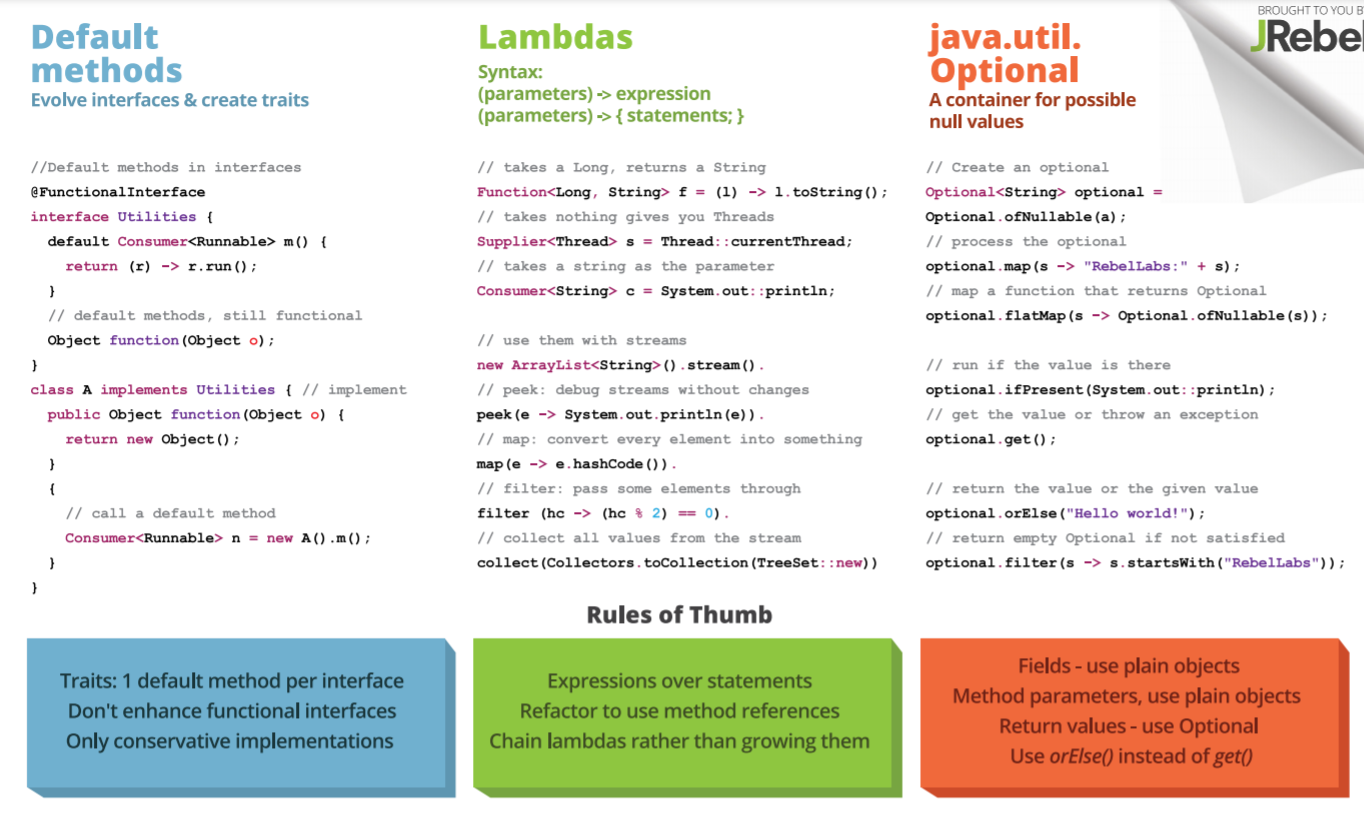 BROUGHT TO YOU B
JRebel
Default
methods
Evolve interfaces & create traits
//Default methods in interfaces
@FunctionalInterface
interface Utilities {
  default Consumer<Runnable> m() {
    return (r) -> r.run();
  }
  // default methods, still functional
  Object function(Object o);
}
class A implements Utilities { // implement
  public Object function(Object o) {
    return new Object();
  }
  {
    // call a default method
    Consumer<Runnable> n = new A().m();
  }
}
Lambdas
Syntax:
(parameters) -> expression
(parameters) -> { statements; }
// takes a Long, returns a String
Function<Long, String> f = (l) -> l.toString();
// takes nothing gives you Threads
Supplier<Thread> s = Thread::currentThread;
// takes a string as the parameter
Consumer<String> c = System.out::println;
// use them with streams
new ArrayList<String>().stream().
// peek: debug streams without changes
peek(e -> System.out.println(e)).
// map: convert every element into something
map(e -> e.hashCode()).
// filter: pass some elements through
filter (hc -> (hc % 2) == 0).
// collect all values from the stream
collect(Collectors.toCollection(TreeSet::new))
java.util.
Optional
A container for possible
null values
// Create an optional
Optional<String> optional =
Optional.ofNullable(a);
// process the optional
optional.map(s -> "RebelLabs:" + s);
// map a function that returns Optional
optional.flatMap(s -> Optional.ofNullable(s));
// run if the value is there
optional.ifPresent(System.out::println);
// get the value or throw an exception
optional.get();
// return the value or the given value
optional.orElse("Hello world!");
// return empty Optional if not satisfied
optional.filter(s -> s.startsWith("RebelLabs"));
Rules of Thumb
Traits: 1 default method per interface
Don't enhance functional interfaces
Only conservative implementations
Expressions over statements
Refactor to use method references
Chain lambdas rather than growing them
Fields - use plain objects
Method parameters, use plain objects
Return values - use Optional
Use orElse() instead of get()